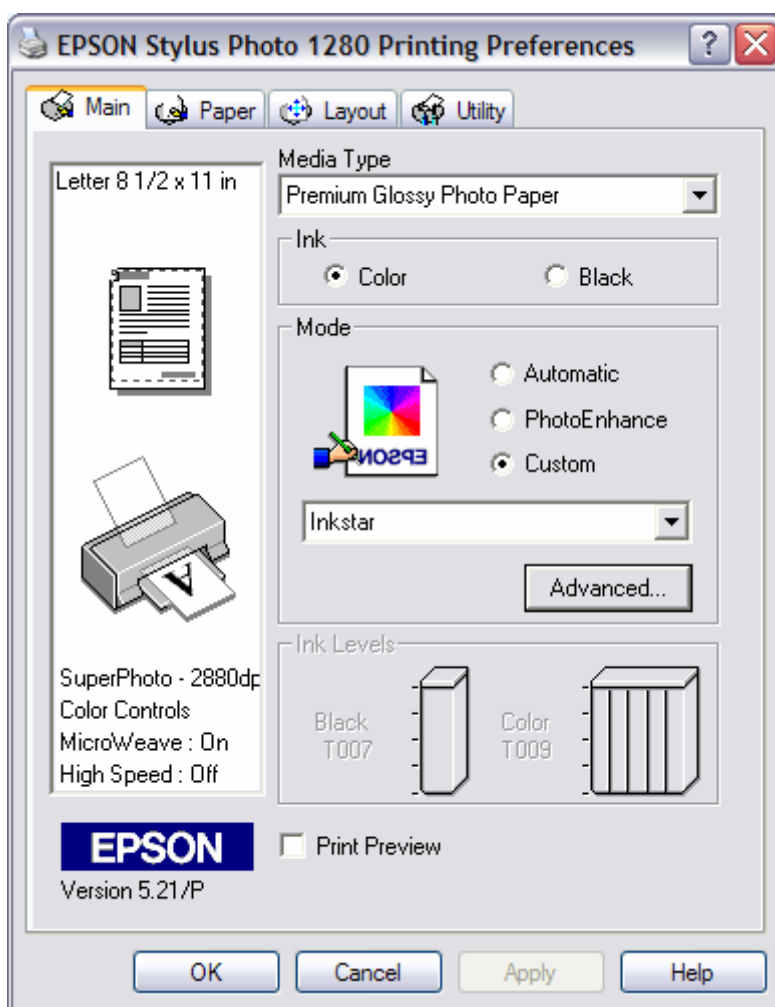 EPSON Stylus Photo 1280 Printing Preferences
Main
Paper
Layout
Utility
Letter 8 1/2 x 11 in
SuperPhoto - 2880dp
Color Controls
MicroWeave : On
High Speed : Off
EPSON
Version 5.21/P
Media Type
Premium Glossy Photo Paper
Ink
Color
Black
Mode
EPSON
Automatic
PhotoEnhance
Custom
Inkstar
Advanced...
Ink Levels
Black
T007
Color
T009
Print Preview
OK
Cancel
Apply
Help